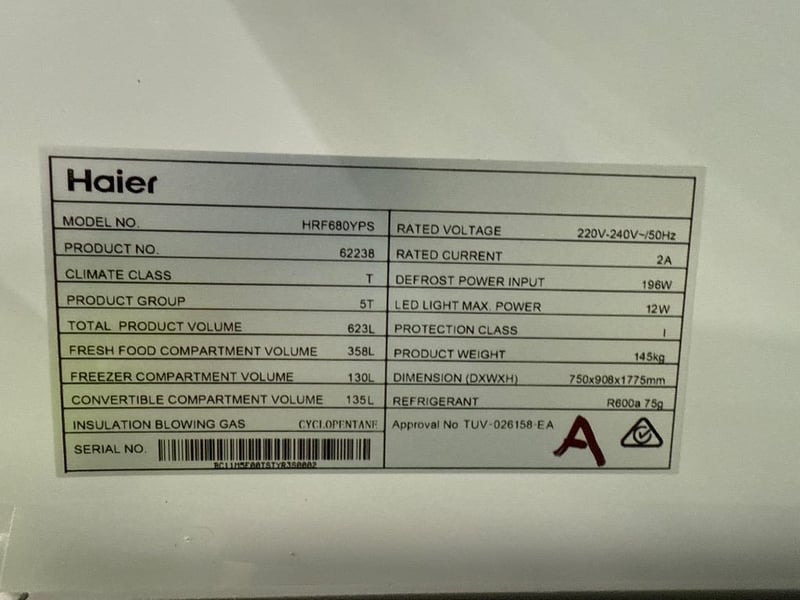 Haier
MODEL NO. HRF680YPS
PRODUCT NO. 62238
CLIMATE CLASS T
PRODUCT GROUP 5T
TOTAL PRODUCT VOLUME 623L
FRESH FOOD COMPARTMENT VOLUME 358L
FREEZER COMPARTMENT VOLUME 130L
CONVERTIBLE COMPARTMENT VOLUME 135L
INSULATION BLOWING GAS CYCLOPENTANE
SERIAL NO.
RATED VOLTAGE 220V-240V~/50Hz
RATED CURRENT 2A
DEFROST POWER INPUT 196W
LED LIGHT MAX. POWER 12W
PROTECTION CLASS I
PRODUCT WEIGHT 145kg
DIMENSION (DXWXH) 750x908x1775mm
REFRIGERANT R600a 75g
Approval No TUV-026158-EA
A